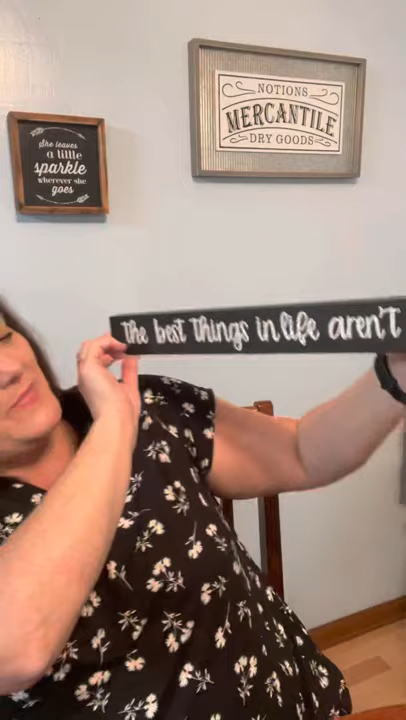 NOTIONS
MERCANTILE
DRY GOODS
She leaves
a little
sparkle
wherever she
goes
The best Things in life aren'T